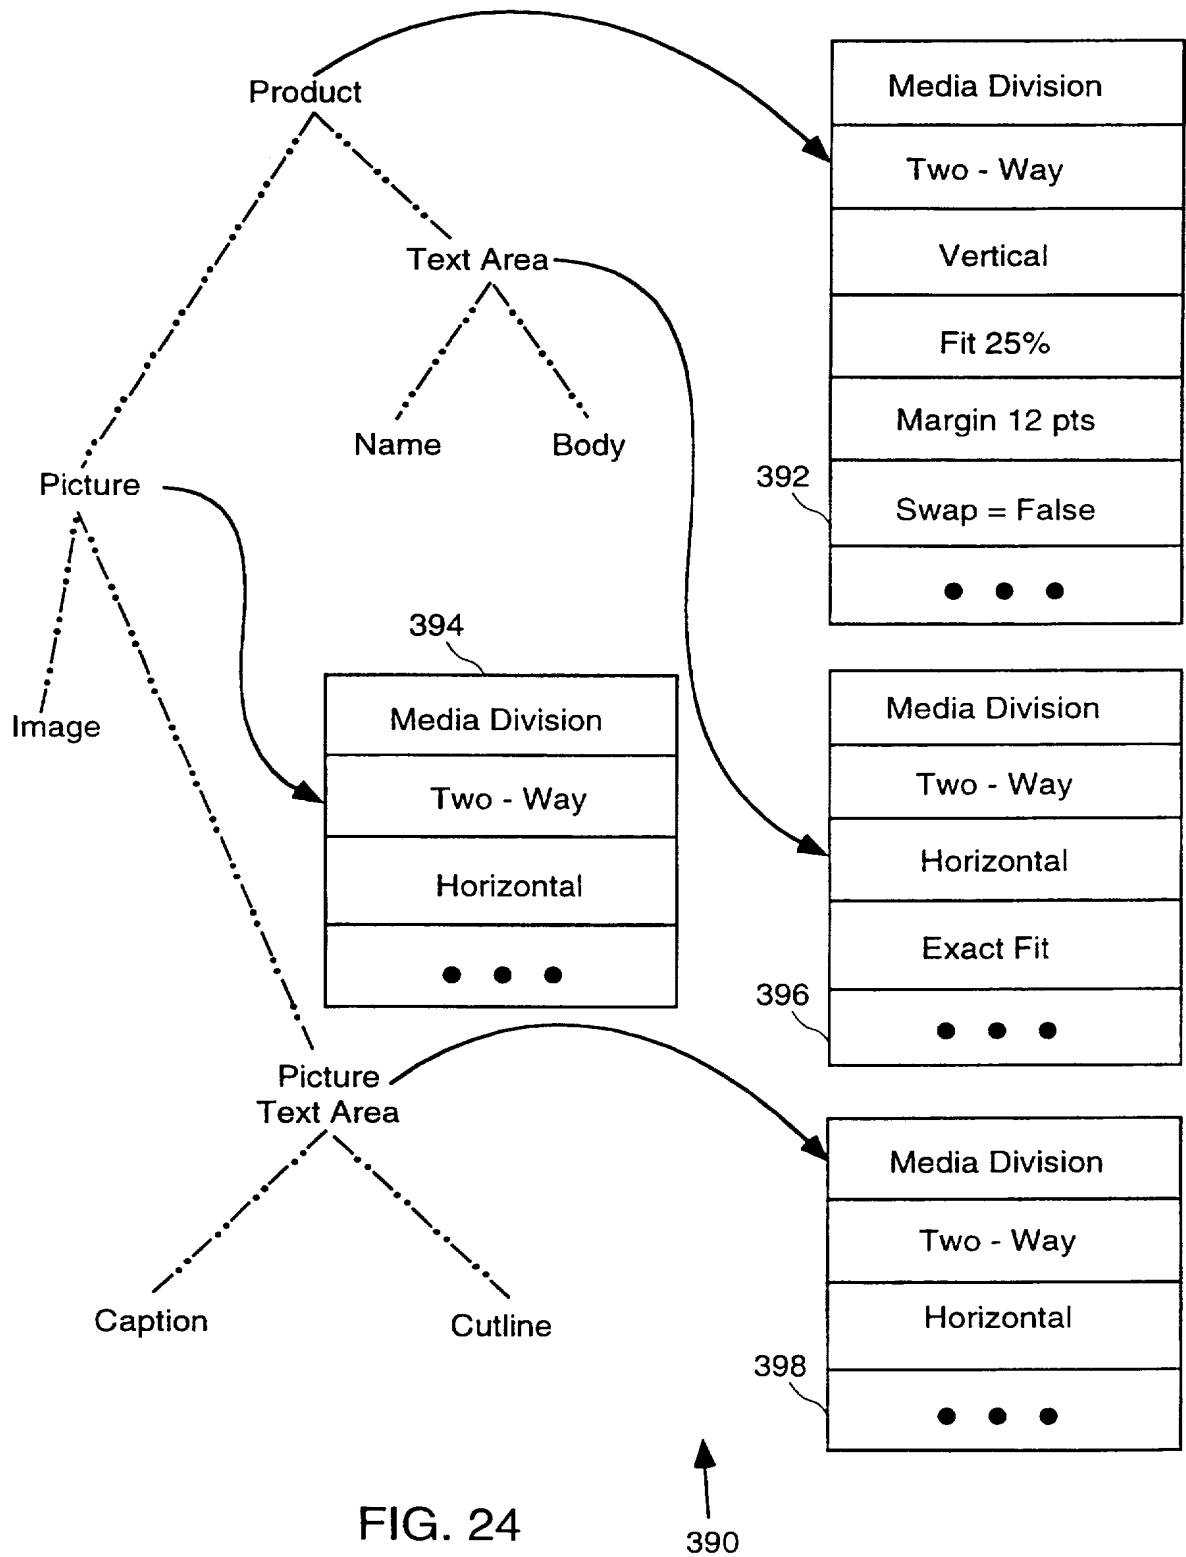 Product
Text Area
Name
Body
Picture
Image
Picture
Text Area
Caption
Cutline
Media Division
Two - Way
Vertical
Fit 25%
Margin 12 pts
Swap = False
392
394
Media Division
Two - Way
Horizontal
Media Division
Two - Way
Horizontal
Exact Fit
396
Media Division
Two - Way
Horizontal
398
FIG. 24
390